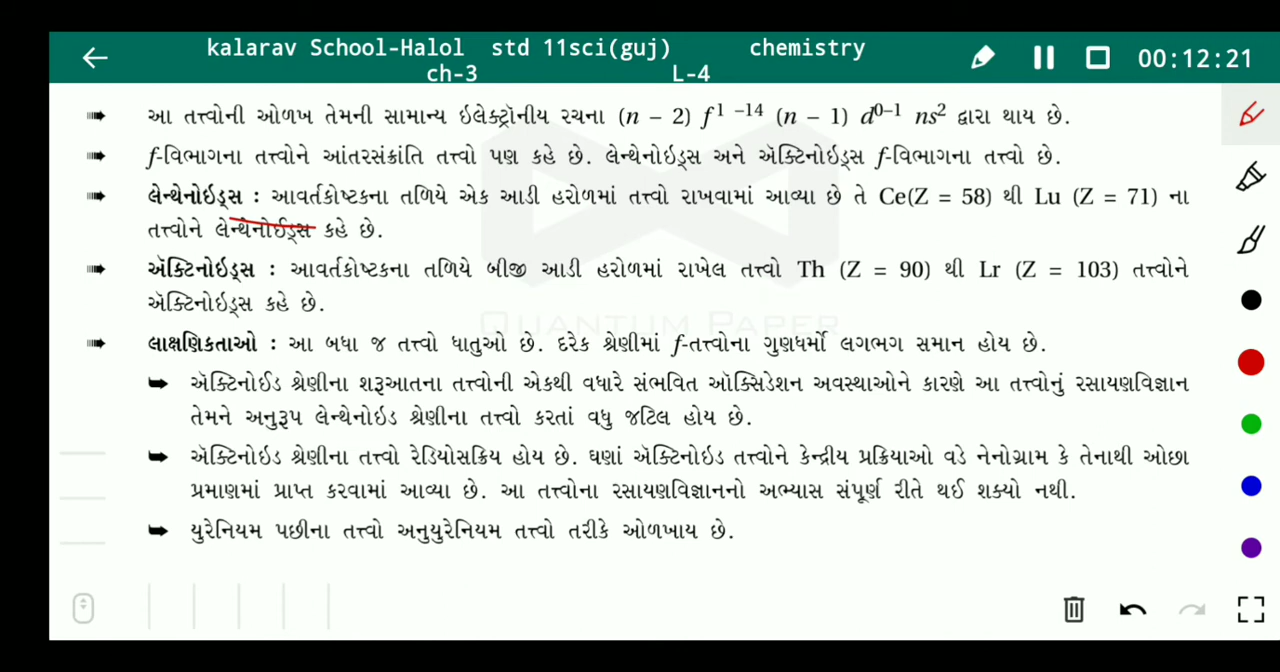 kalarav School-Halol std 11sci(guj) chemistry
ch-3 L-4
00:12:21
આ તત્ત્વોની ઓળખ તેમની સામાન્ય ઇલેક્ટ્રૉનીય રચના (n – 2) f¹ ⁻¹⁴ (n – 1) d⁰⁻¹ ns² દ્વારા થાય છે.
f-વિભાગના તત્ત્વોને આંતરસંક્રાંતિ તત્ત્વો પણ કહે છે. લેન્થેનોઇડ્સ અને ઍક્ટિનોઇડ્સ f-વિભાગના તત્ત્વો છે.
લેન્થેનોઇડ્સ : આવર્તકોષ્ટકના તળિયે એક આડી હરોળમાં તત્ત્વો રાખવામાં આવ્યા છે તે Ce(Z = 58) થી Lu (Z = 71) ના
તત્ત્વોને લેન્થેનોઈડ્સ કહે છે.
ઍક્ટિનોઇડ્સ : આવર્તકોષ્ટકના તળિયે બીજી આડી હરોળમાં રાખેલ તત્ત્વો Th (Z = 90) થી Lr (Z = 103) તત્ત્વોને
ઍક્ટિનોઇડ્સ કહે છે.
લાક્ષણિકતાઓ : આ બધા જ તત્ત્વો ધાતુઓ છે. દરેક શ્રેણીમાં f-તત્ત્વોના ગુણધર્મો લગભગ સમાન હોય છે.
ઍક્ટિનોઈડ શ્રેણીના શરૂઆતના તત્ત્વોની એકથી વધારે સંભવિત ઑક્સિડેશન અવસ્થાઓને કારણે આ તત્ત્વોનું રસાયણવિજ્ઞાન
તેમને અનુરૂપ લેન્થેનોઇડ શ્રેણીના તત્ત્વો કરતાં વધુ જટિલ હોય છે.
ઍક્ટિનોઇડ શ્રેણીના તત્ત્વો રેડિયોસક્રિય હોય છે. ઘણાં ઍક્ટિનોઇડ તત્ત્વોને કેન્દ્રીય પ્રક્રિયાઓ વડે નેનોગ્રામ કે તેનાથી ઓછા
પ્રમાણમાં પ્રાપ્ત કરવામાં આવ્યા છે. આ તત્ત્વોના રસાયણવિજ્ઞાનનો અભ્યાસ સંપૂર્ણ રીતે થઈ શક્યો નથી.
યુરેનિયમ પછીના તત્ત્વો અનુયુરેનિયમ તત્ત્વો તરીકે ઓળખાય છે.
QUANTUM PAPER